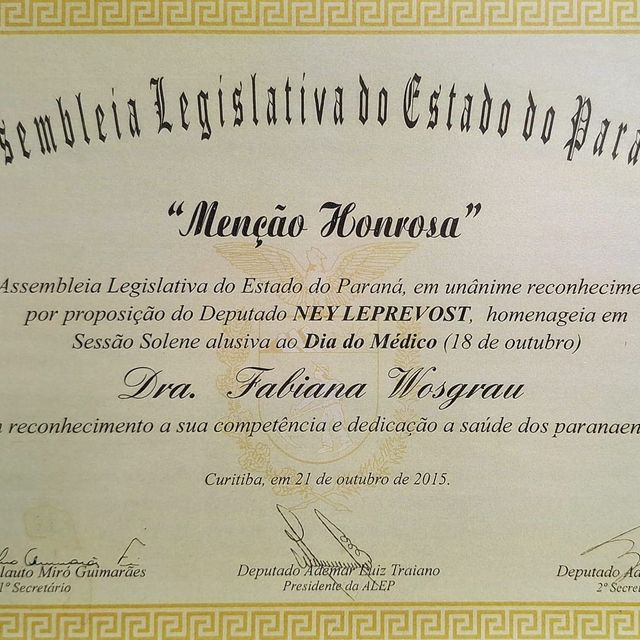 ssembleia Legislativa do Estado do Para
“Menção Honrosa”
Assembleia Legislativa do Estado do Paraná, em unânime reconhecime
por proposição do Deputado NEY LEPREVOST, homenageia em
Sessão Solene alusiva ao Dia do Médico (18 de outubro)
Dra. Fabiana Wosgrau
reconhecimento a sua competência e dedicação a saúde dos paranaen
Curitiba, em 21 de outubro de 2015.
lauto Miró Guimarães
1º Secretário
Deputado Ademar Luiz Traiano
Presidente da ALEP
Deputado Ad
2º Secre